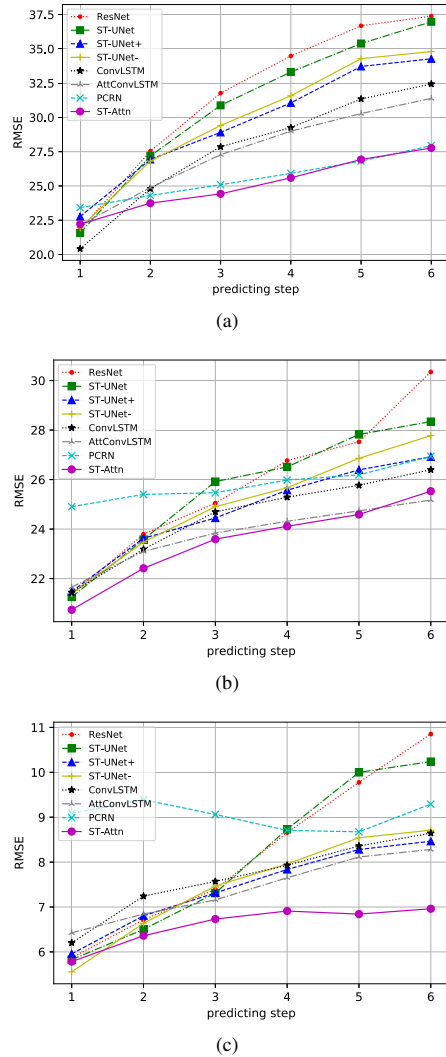 37.5
35.0
32.5
30.0
27.5
25.0
22.5
20.0
RMSE
ResNet
ST-UNet
ST-UNet+
ST-UNet-
ConvLSTM
AttConvLSTM
PCRN
ST-Attn
1 2 3 4 5 6
predicting step
(a)
30
28
26
24
22
RMSE
ResNet
ST-UNet
ST-UNet+
ST-UNet-
ConvLSTM
AttConvLSTM
PCRN
ST-Attn
1 2 3 4 5 6
predicting step
(b)
11
10
9
8
7
6
RMSE
ResNet
ST-UNet
ST-UNet+
ST-UNet-
ConvLSTM
AttConvLSTM
PCRN
ST-Attn
1 2 3 4 5 6
predicting step
(c)